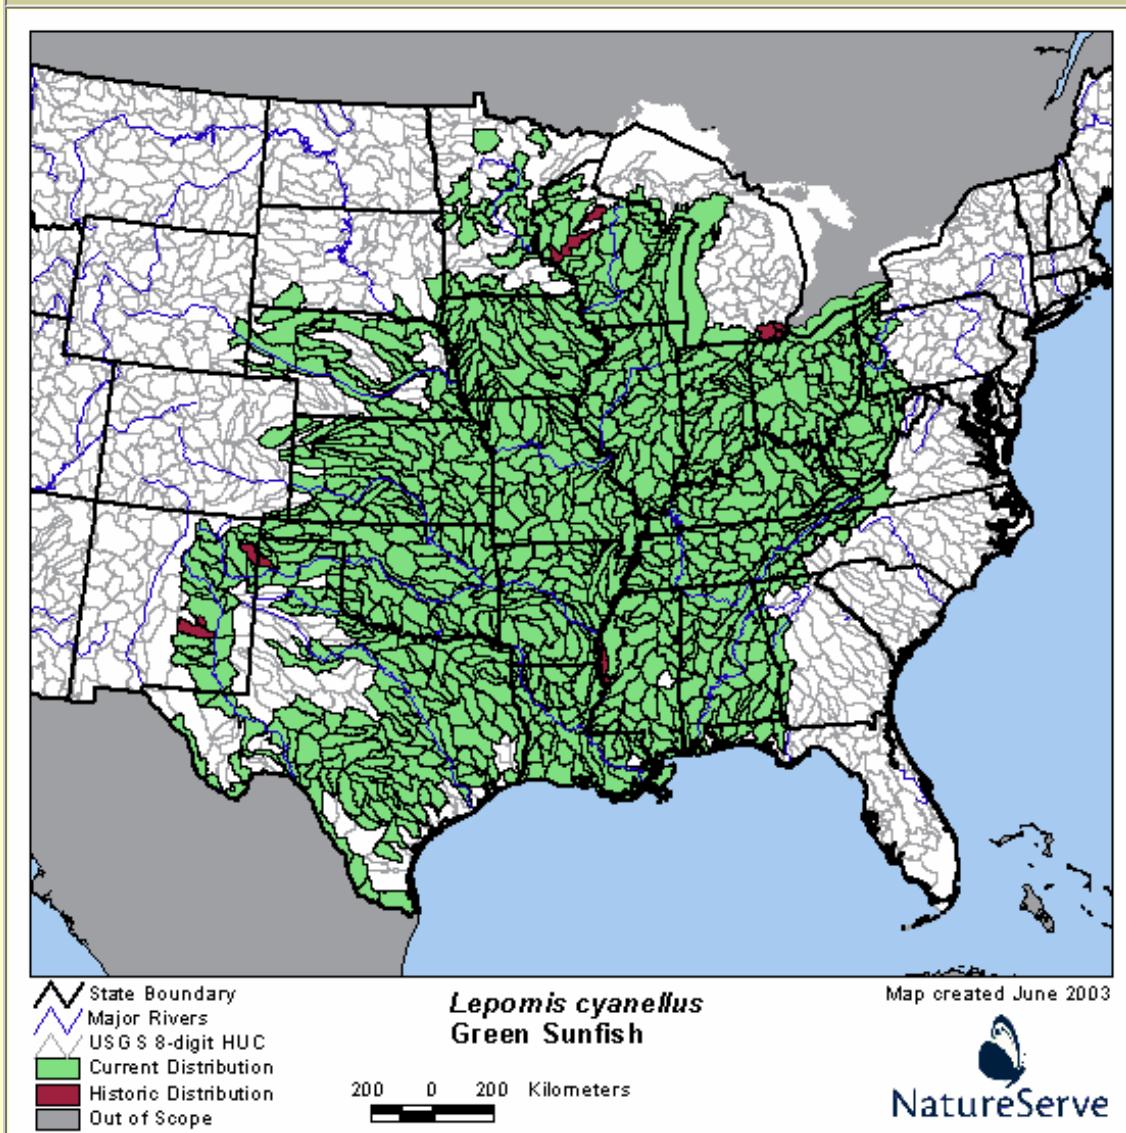 State Boundary
Major Rivers
USGS 8-digit HUC
Current Distribution
Historic Distribution
Out of Scope
Lepomis cyanellus
Green Sunfish
200 0 200 Kilometers
Map created June 2003
NatureServe